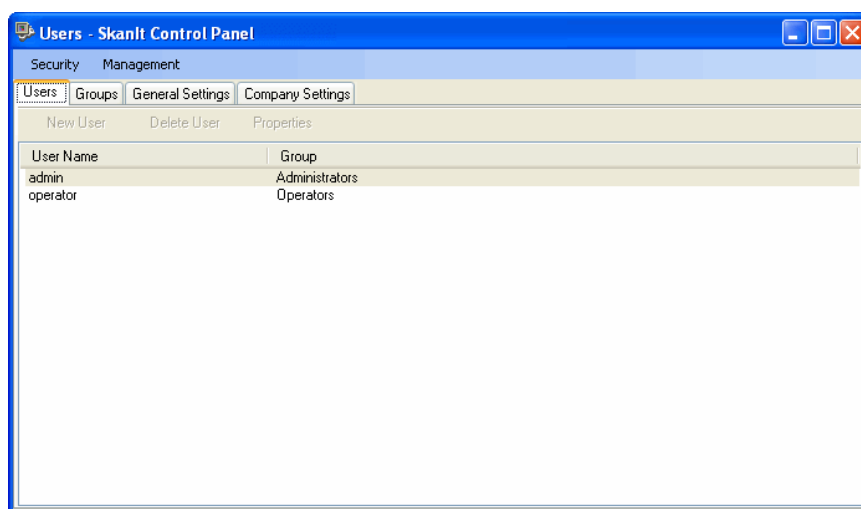 Users - SkanIt Control Panel
Security Management
Users Groups General Settings Company Settings
New User Delete User Properties
User Name Group
admin Administrators
operator Operators